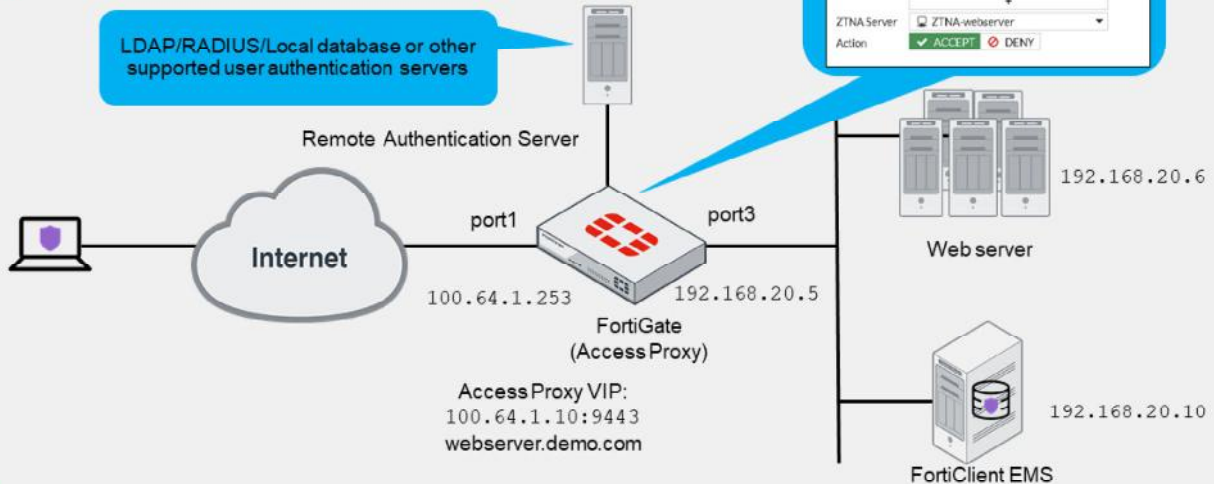 ZTNA Server ZTNA-webserver
Action ACCEPT DENY
LDAP/RADIUS/Local database or other
supported user authentication servers
Remote Authentication Server
192.168.20.6
port1
port3
Web server
Internet
100.64.1.253
192.168.20.5
FortiGate
(Access Proxy)
Access Proxy VIP:
100.64.1.10:9443
webserver.demo.com
192.168.20.10
FortiClient EMS